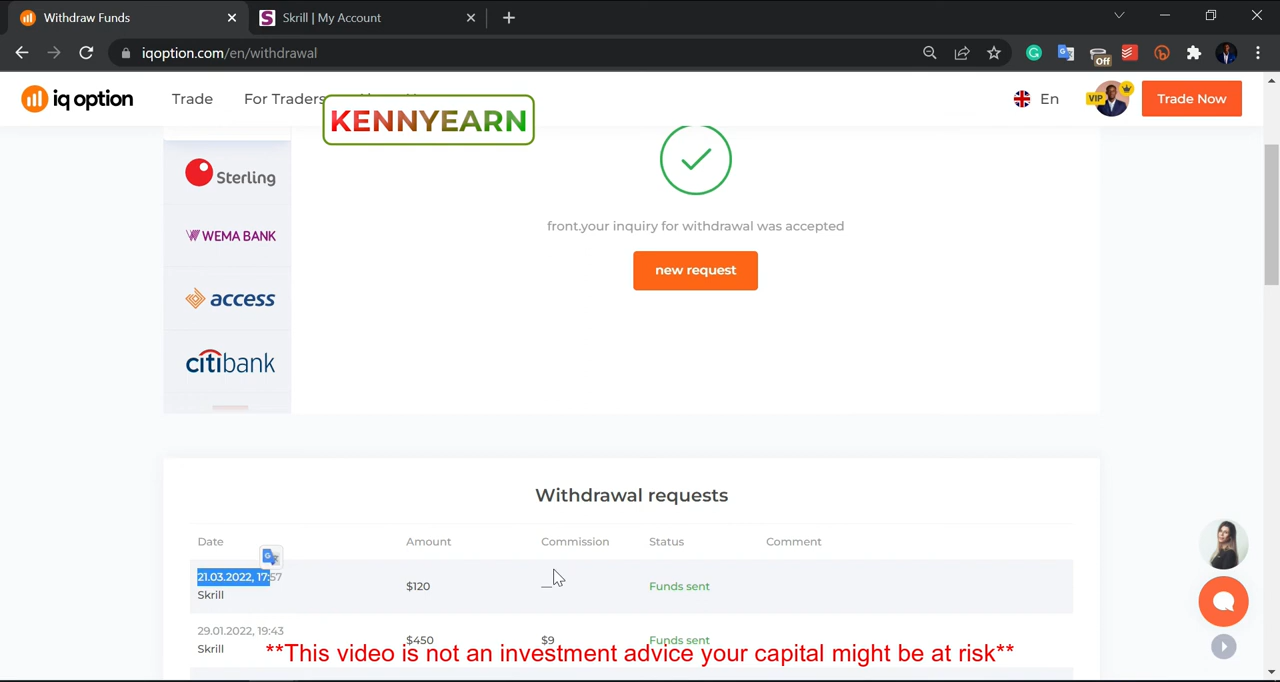 Withdraw Funds
Skrill | My Account
iqoption.com/en/withdrawal
Off
iq option
Trade
For Traders
KENNYEARN
En
VIP
Trade Now
Sterling
WEMA BANK
access
citibank
front.your inquiry for withdrawal was accepted
new request
Withdrawal requests
Date Amount Commission Status Comment
21.03.2022, 17:57
Skrill
$120 — Funds sent
29.01.2022, 19:43
Skrill
$450 $9 Funds sent
**This video is not an investment advice your capital might be at risk**